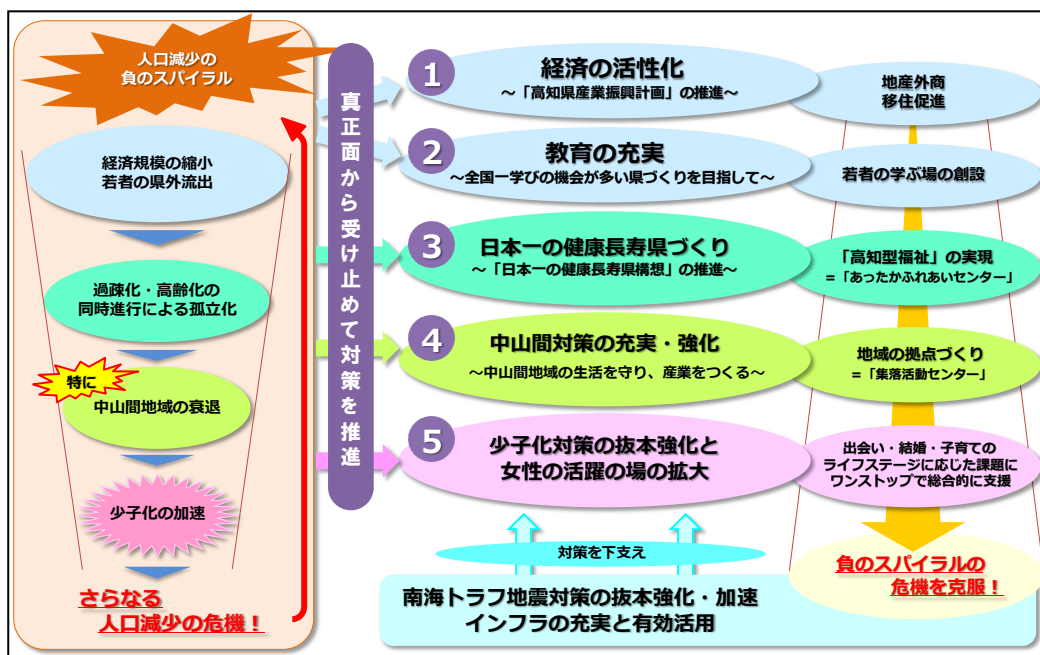 人口減少の
負のスパイラル
経済規模の縮小
若者の県外流出
過疎化・高齢化の
同時進行による孤立化
特に
中山間地域の衰退
少子化の加速
さらなる
人口減少の危機！
真正面から受け止めて対策を推進
1
経済の活性化
～「高知県産業振興計画」の推進～
地産外商
移住促進
2
教育の充実
～全国一学びの機会が多い県づくりを目指して～
若者の学ぶ場の創設
3
日本一の健康長寿県づくり
～「日本一の健康長寿県構想」の推進～
「高知型福祉」の実現
＝「あったかふれあいセンター」
4
中山間対策の充実・強化
～中山間地域の生活を守り、産業をつくる～
地域の拠点づくり
＝「集落活動センター」
5
少子化対策の抜本強化と
女性の活躍の場の拡大
出会い・結婚・子育ての
ライフステージに応じた課題に
ワンストップで総合的に支援
対策を下支え
南海トラフ地震対策の抜本強化・加速
インフラの充実と有効活用
負のスパイラルの
危機を克服！